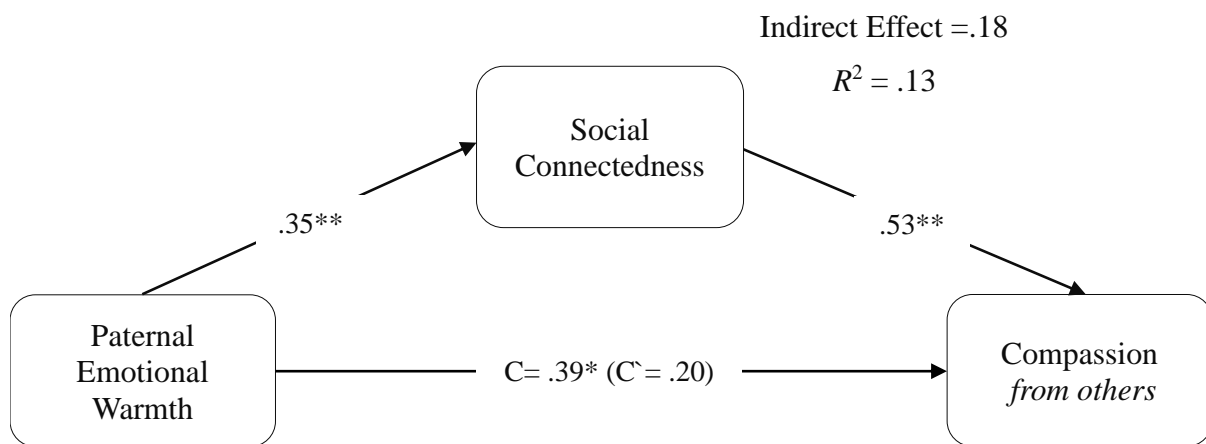 Indirect Effect =.18
R² = .13
Social
Connectedness
.35**
.53**
Paternal
Emotional
Warmth
C= .39* (C`= .20)
Compassion
from others